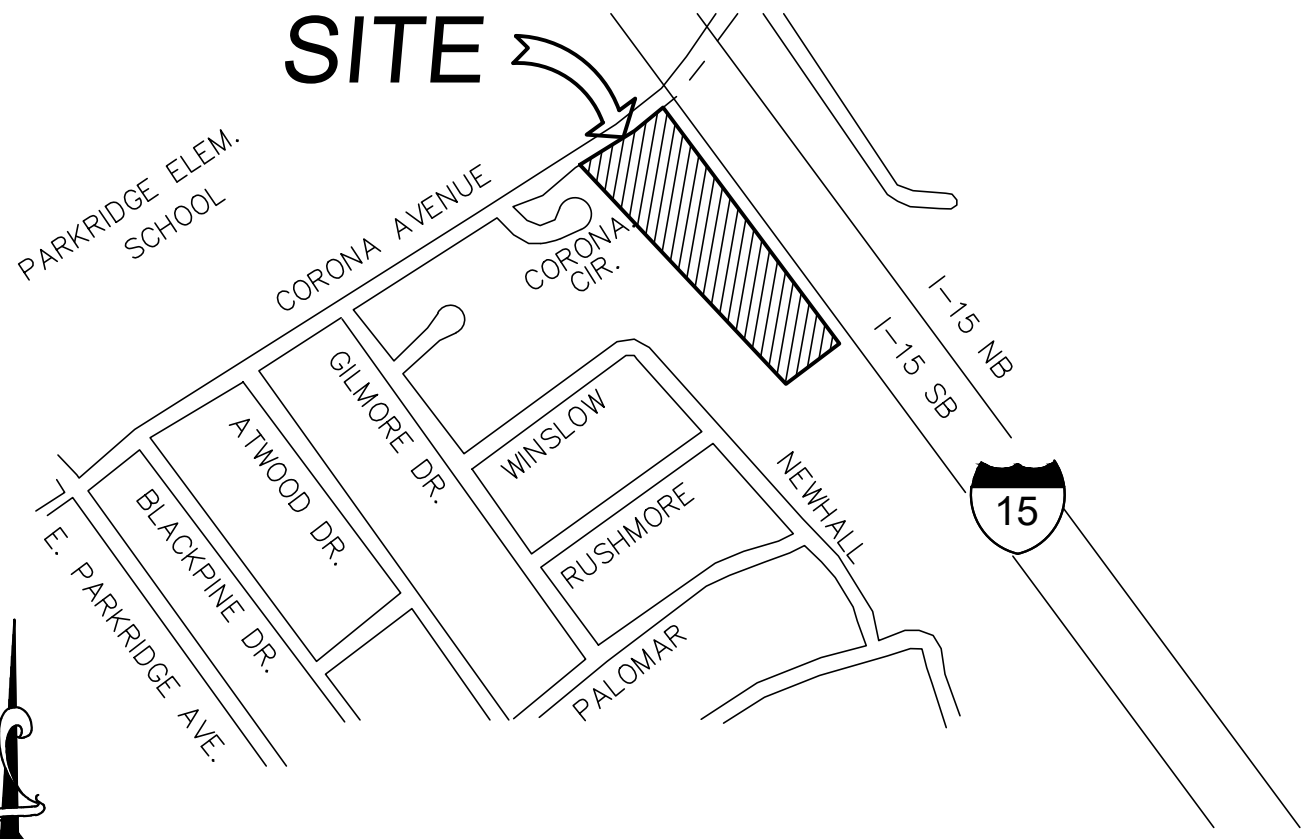 SITE
PARKRIDGE ELEM.
SCHOOL
CORONA AVENUE
CORONA
CIR.
I-15 NB
I-15 SB
GILMORE DR.
WINSLOW
ATWOOD DR.
NEWHALL
15
BLACKPINE DR.
RUSHMORE
E. PARKRIDGE AVE.
PALOMAR